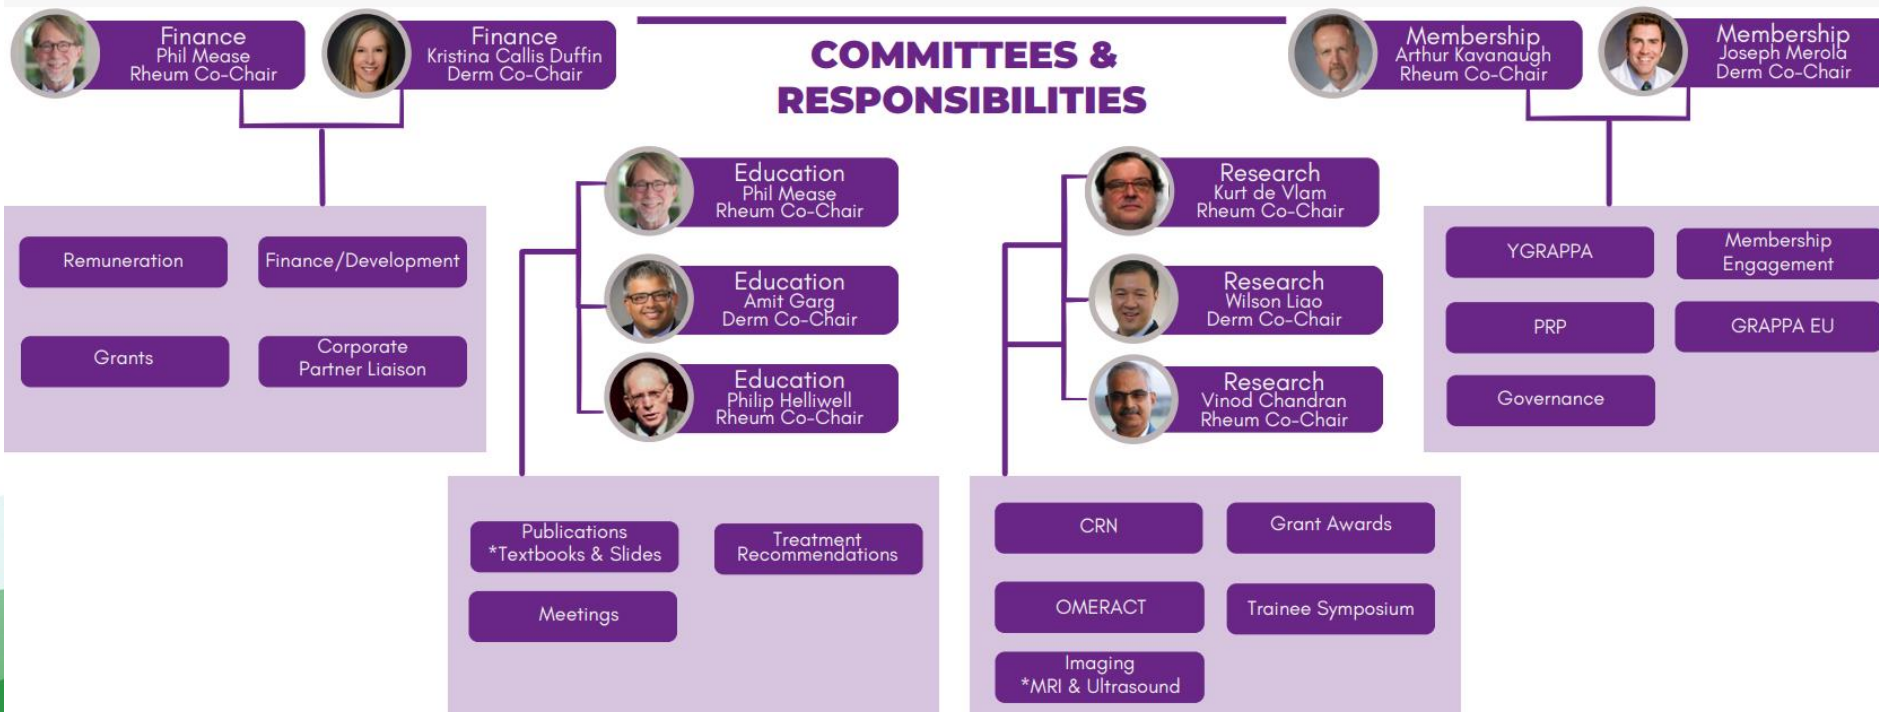 Finance
Phil Mease
Rheum Co-Chair
Finance
Kristina Callis Duffin
Derm Co-Chair
COMMITTEES &
RESPONSIBILITIES
Membership
Arthur Kavanaugh
Rheum Co-Chair
Membership
Joseph Merola
Derm Co-Chair
Remuneration
Finance/Development
Grants
Corporate
Partner Liaison
Education
Phil Mease
Rheum Co-Chair
Education
Amit Garg
Derm Co-Chair
Education
Philip Helliwell
Rheum Co-Chair
Publications
*Textbooks & Slides
Treatment
Recommendations
Meetings
Research
Kurt de Vlam
Rheum Co-Chair
Research
Wilson Liao
Derm Co-Chair
Research
Vinod Chandran
Rheum Co-Chair
CRN
Grant Awards
OMERACT
Trainee Symposium
Imaging
*MRI & Ultrasound
YGRAPPA
Membership
Engagement
PRP
GRAPPA EU
Governance